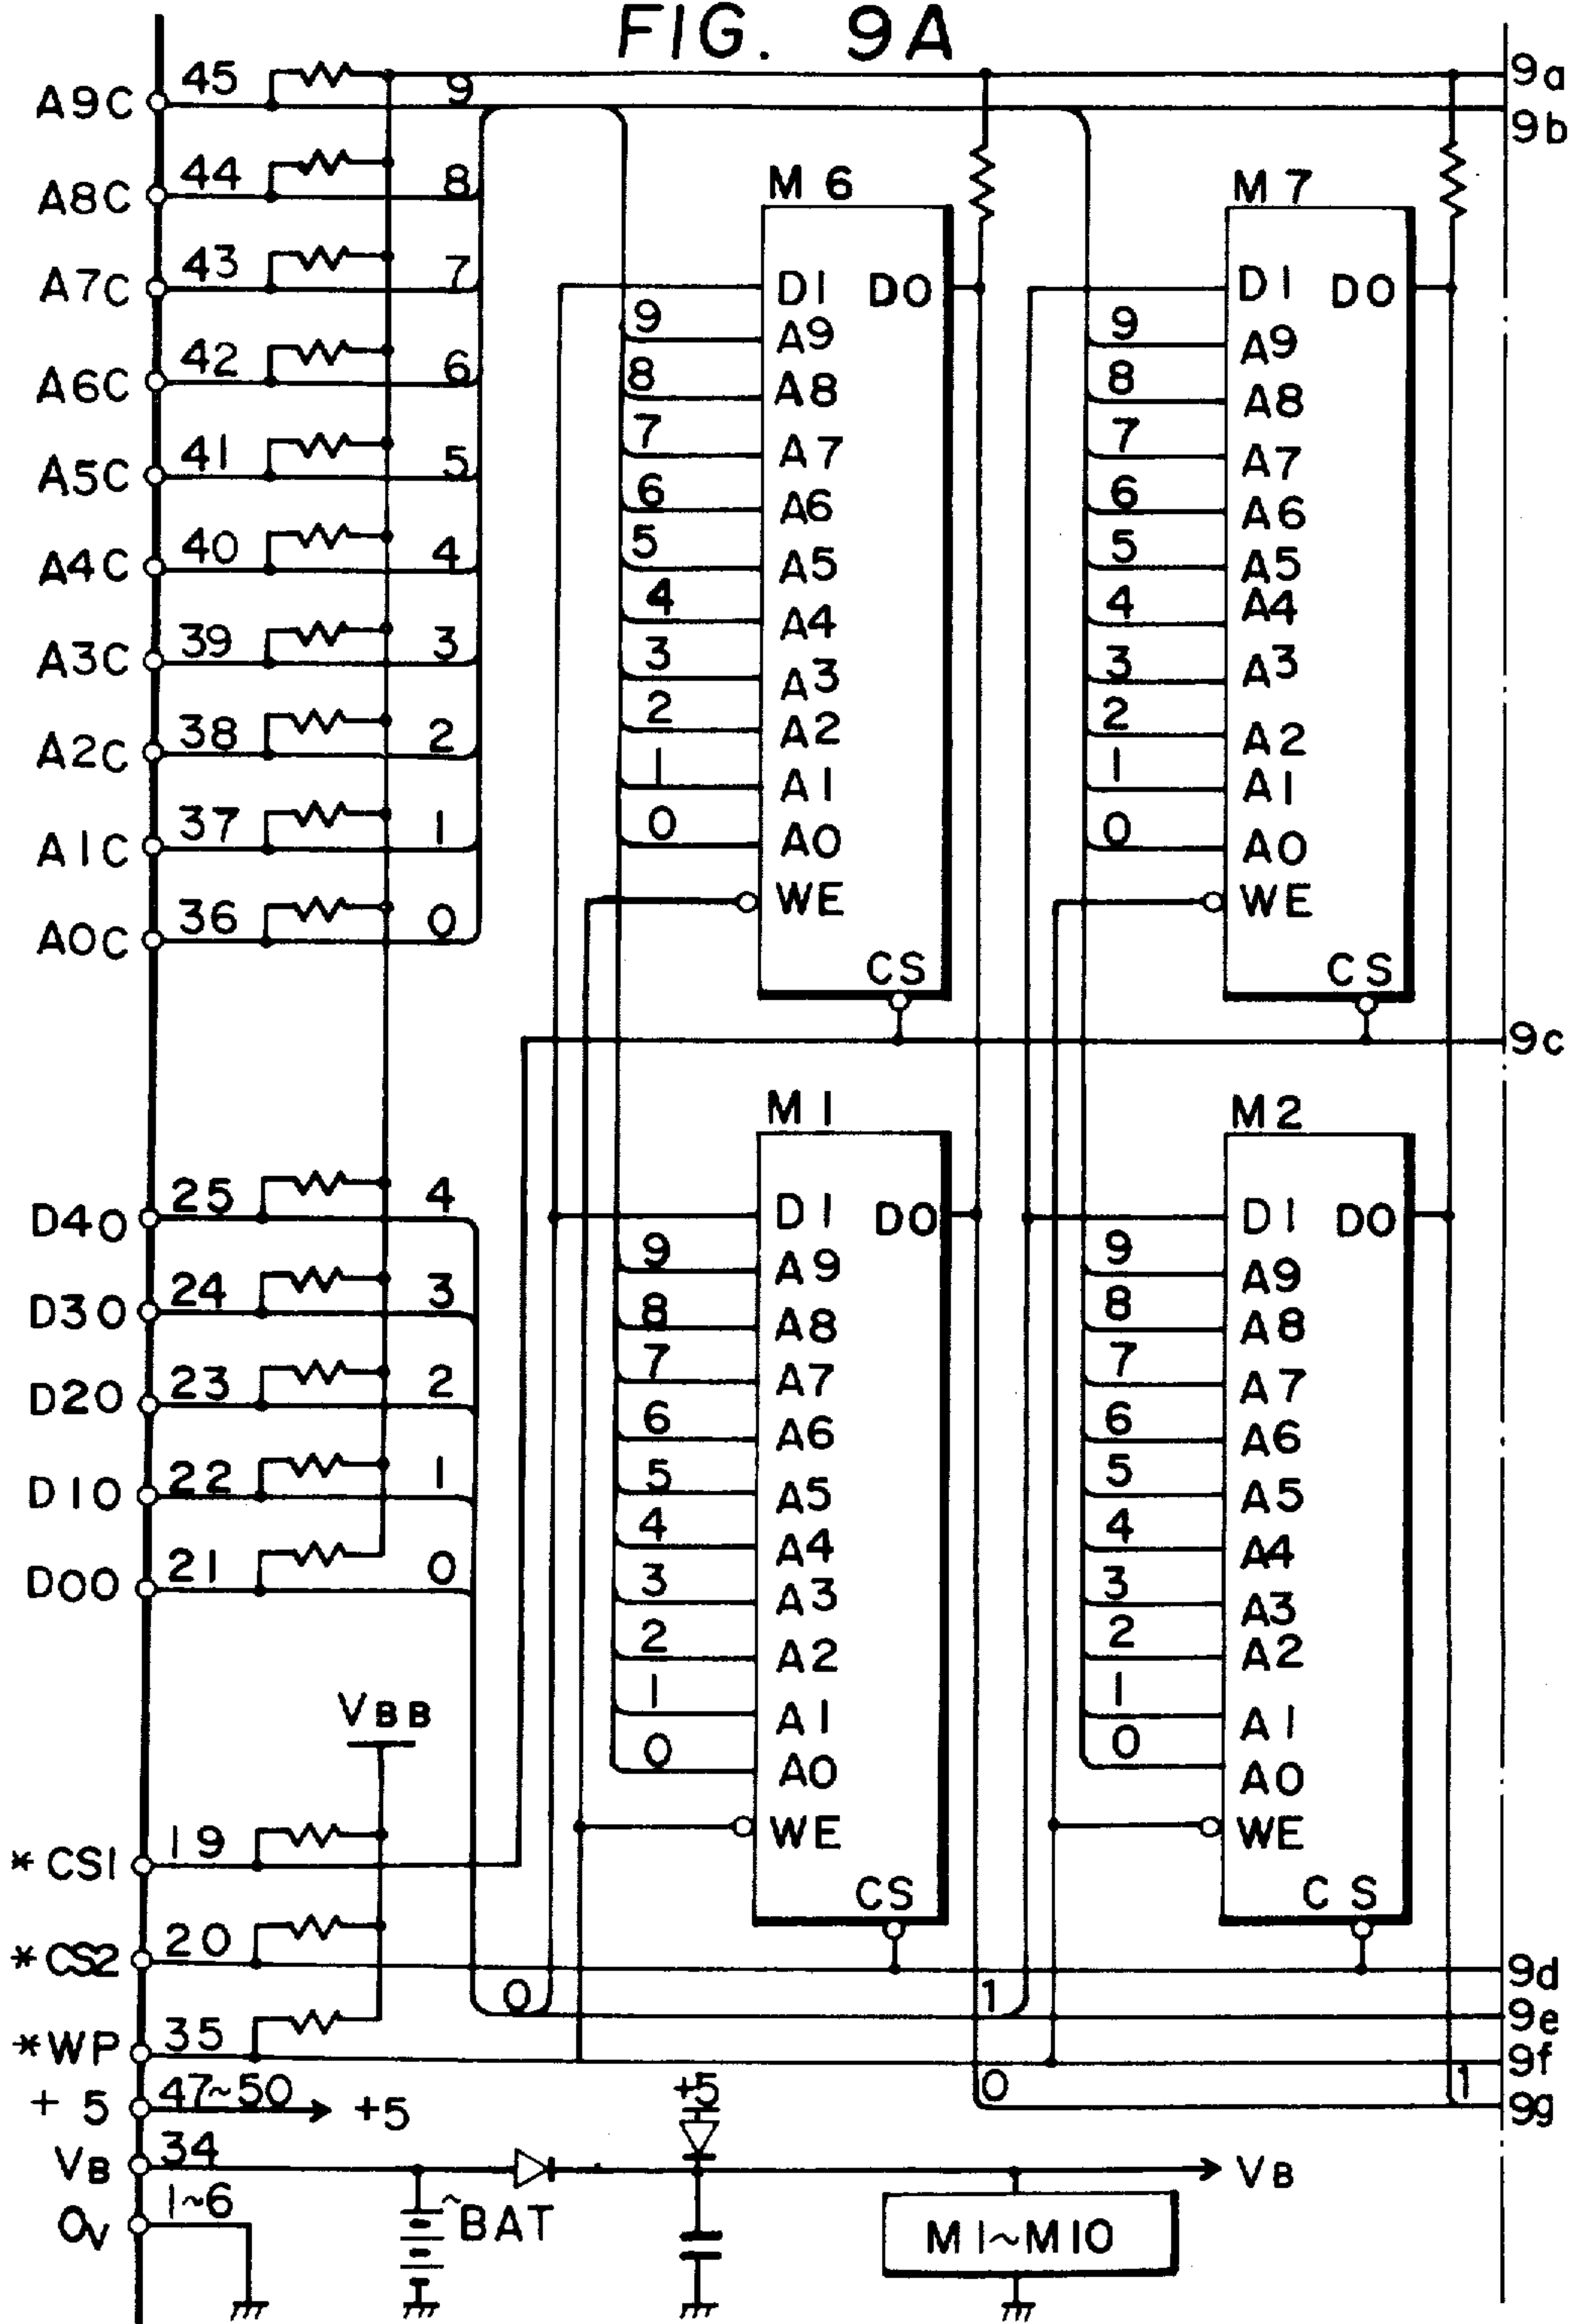 FIG. 9A
A9C 45 9 9a
9b
A8C 44 8
M6 M7
A7C 43 7
DI DO DI DO
9 A9 9 A9
A6C 42 6
8 A8 8 A8
7 A7 7 A7
A5C 41 5
6 A6 6 A6
A4C 40 4
5 A5 5 A5
4 A4 4 A4
A3C 39 3
3 A3 3 A3
A2C 38 2
2 A2 2 A2
1 A1 1 A1
A1C 37 1
0 A0 0 A0
WE WE
A0C 36 0
CS CS
9c
M1 M2
D40 25 4
DI DO DI DO
9 A9 9 A9
D30 24 3
8 A8 8 A8
7 A7 7 A7
D20 23 2
6 A6 6 A6
D10 22 1
5 A5 5 A5
4 A4 4 A4
D00 21 0
3 A3 3 A3
2 A2 2 A2
VBB
1 A1 1 A1
0 A0 0 A0
WE WE
*CS1 19
CS CS
*CS2 20 9d
0 1 9e
*WP 35 9f
+5 47~50 +5 +5 0 1 9g
VB 34 VB
0V 1~6
~BAT M1~M10